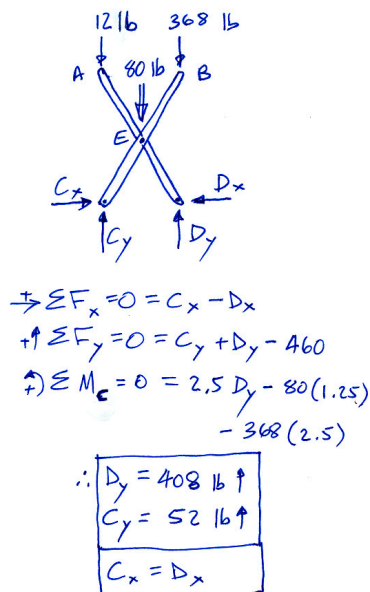 12 lb 368 lb
A 80 lb B
E
Cx Dx
Cy Dy
+→ ΣFx = 0 = Cx - Dx
+↑ ΣFy = 0 = Cy + Dy - 460
+↺ ΣMc = 0 = 2.5 Dy - 80(1.25)
- 368(2.5)
∴ Dy = 408 lb ↑
Cy = 52 lb ↑
Cx = Dx